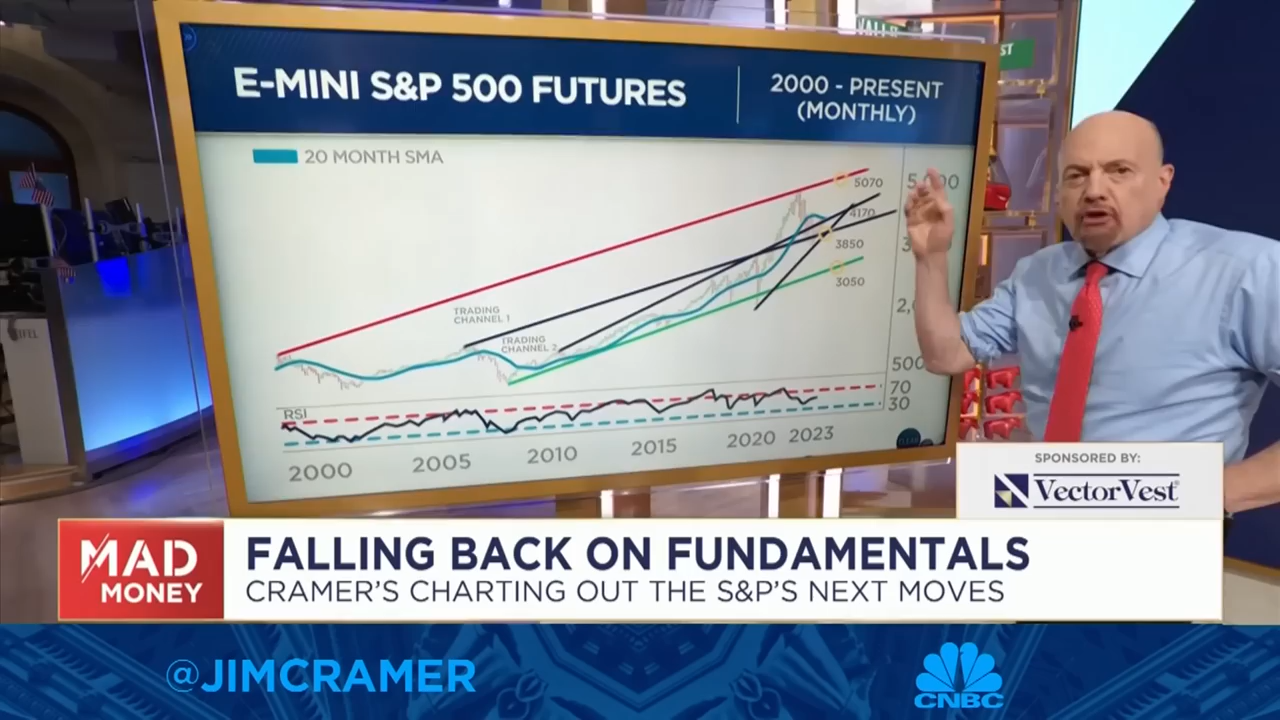 E-MINI S&P 500 FUTURES
2000 - PRESENT
(MONTHLY)
20 MONTH SMA
5070
4170
3850
3050
TRADING
CHANNEL 1
TRADING
CHANNEL 2
500
RSI
70
30
2000
2005
2010
2015
2020
2023
ST
SPONSORED BY:
VectorVest
MAD
MONEY
FALLING BACK ON FUNDAMENTALS
CRAMER'S CHARTING OUT THE S&P'S NEXT MOVES
@JIMCRAMER
CNBC